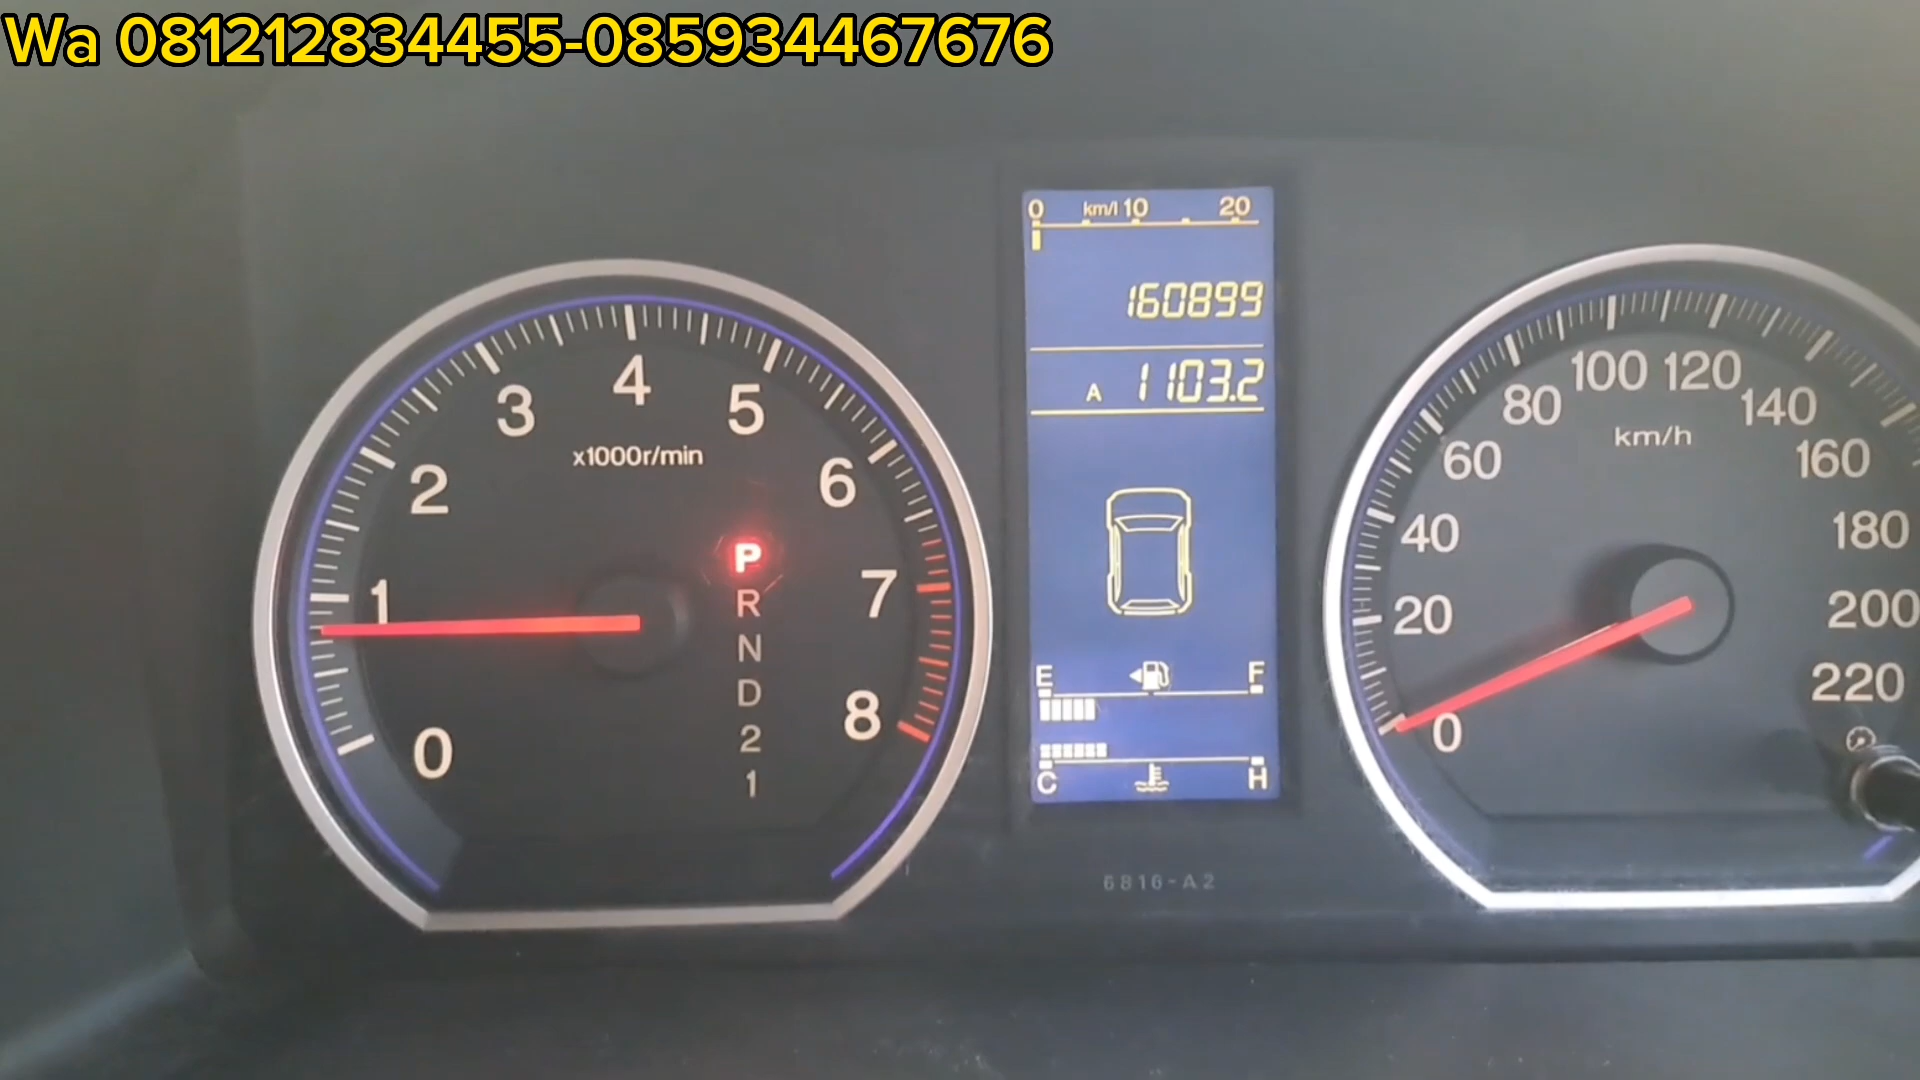 Wa 081212834455-085934467676
0 km/l 10 20
160899
A 1103.2
E F
C H
0 1 2 3 4 5 6 7 8
x1000r/min
P
R
N
D
2
1
0 20 40 60 80 100 120 140 160 180 200 220
km/h
6816-A2